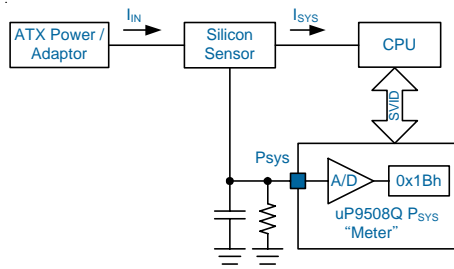 I_IN
I_SYS
ATX Power /
Adaptor
Silicon
Sensor
CPU
SVID
Psys
A/D
0x1Bh
uP9508Q P_SYS
“Meter”